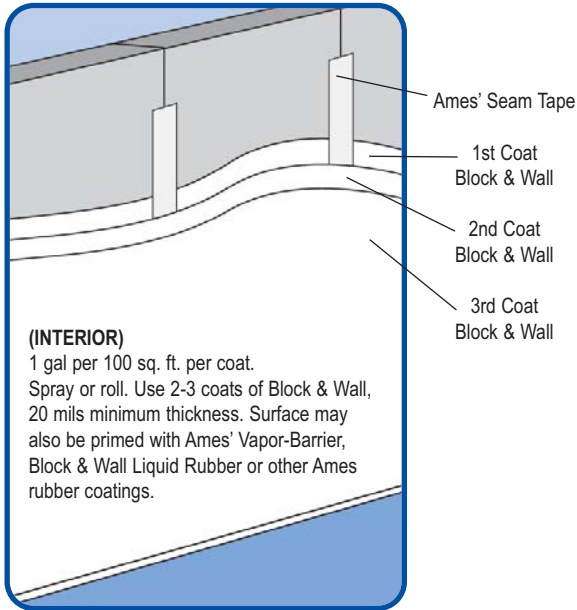 Ames' Seam Tape
1st Coat
Block & Wall
2nd Coat
Block & Wall
3rd Coat
Block & Wall
(INTERIOR)
1 gal per 100 sq. ft. per coat.
Spray or roll. Use 2-3 coats of Block & Wall,
20 mils minimum thickness. Surface may
also be primed with Ames' Vapor-Barrier,
Block & Wall Liquid Rubber or other Ames
rubber coatings.